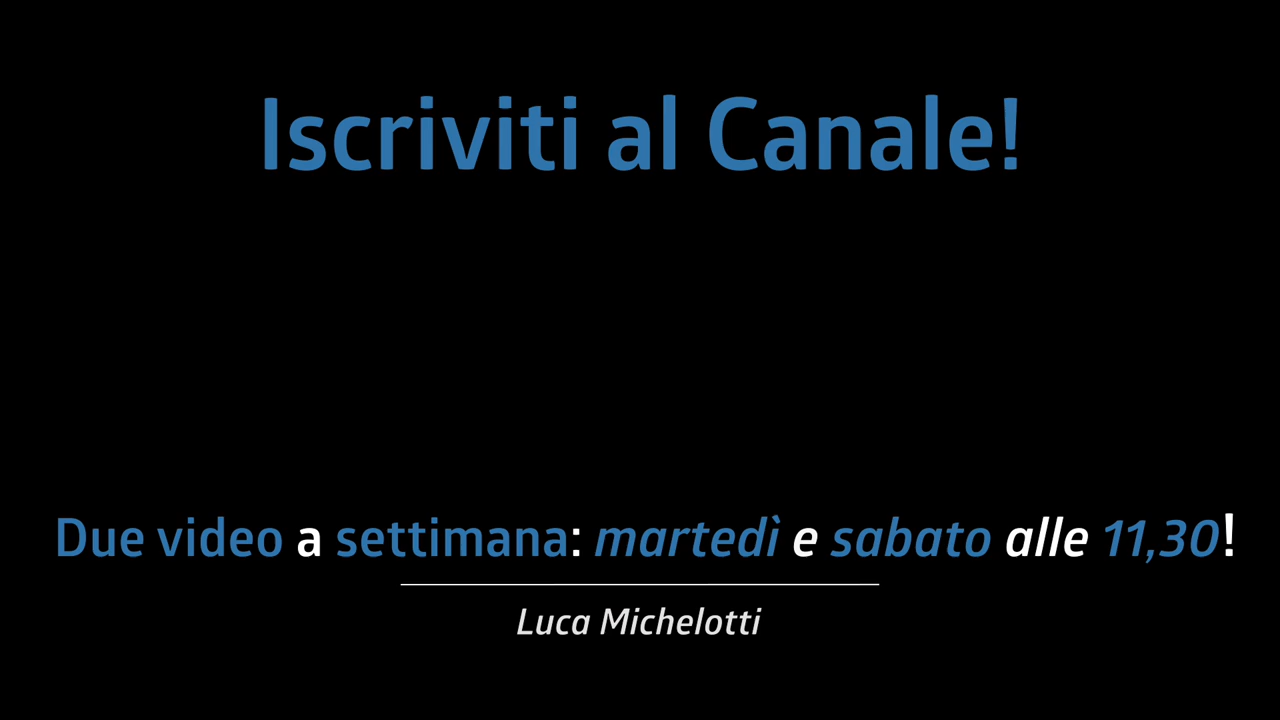 Iscriviti al Canale!
Due video a settimana: martedì e sabato alle 11,30!
Luca Michelotti